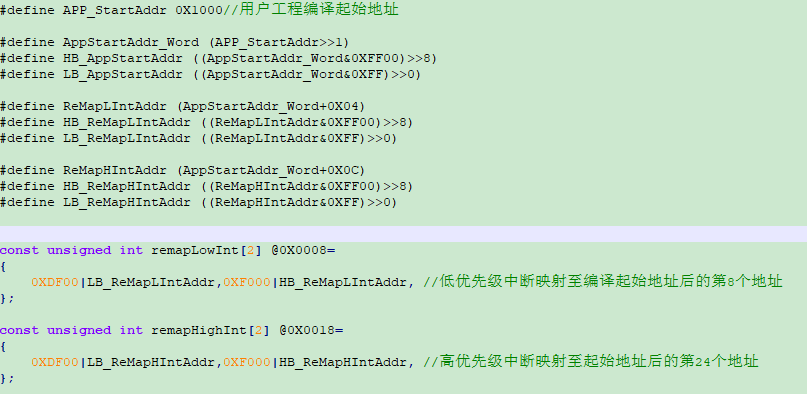 #define APP_StartAddr 0X1000//用户工程编译起始地址
#define AppStartAddr_Word (APP_StartAddr>>1)
#define HB_AppStartAddr ((AppStartAddr_Word&0XFF00)>>8)
#define LB_AppStartAddr ((AppStartAddr_Word&0XFF)>>0)
#define ReMapLIntAddr (AppStartAddr_Word+0X04)
#define HB_ReMapLIntAddr ((ReMapLIntAddr&0XFF00)>>8)
#define LB_ReMapLIntAddr ((ReMapLIntAddr&0XFF)>>0)
#define ReMapHIntAddr (AppStartAddr_Word+0X0C)
#define HB_ReMapHIntAddr ((ReMapHIntAddr&0XFF00)>>8)
#define LB_ReMapHIntAddr ((ReMapHIntAddr&0XFF)>>0)
const unsigned int remapLowInt[2] @0X0008=
{
0XDF00|LB_ReMapLIntAddr,0XF000|HB_ReMapLIntAddr, //低优先级中断映射至编译起始地址后的第8个地址
};
const unsigned int remapHighInt[2] @0X0018=
{
0XDF00|LB_ReMapHIntAddr,0XF000|HB_ReMapHIntAddr, //高优先级中断映射至起始地址后的第24个地址
};